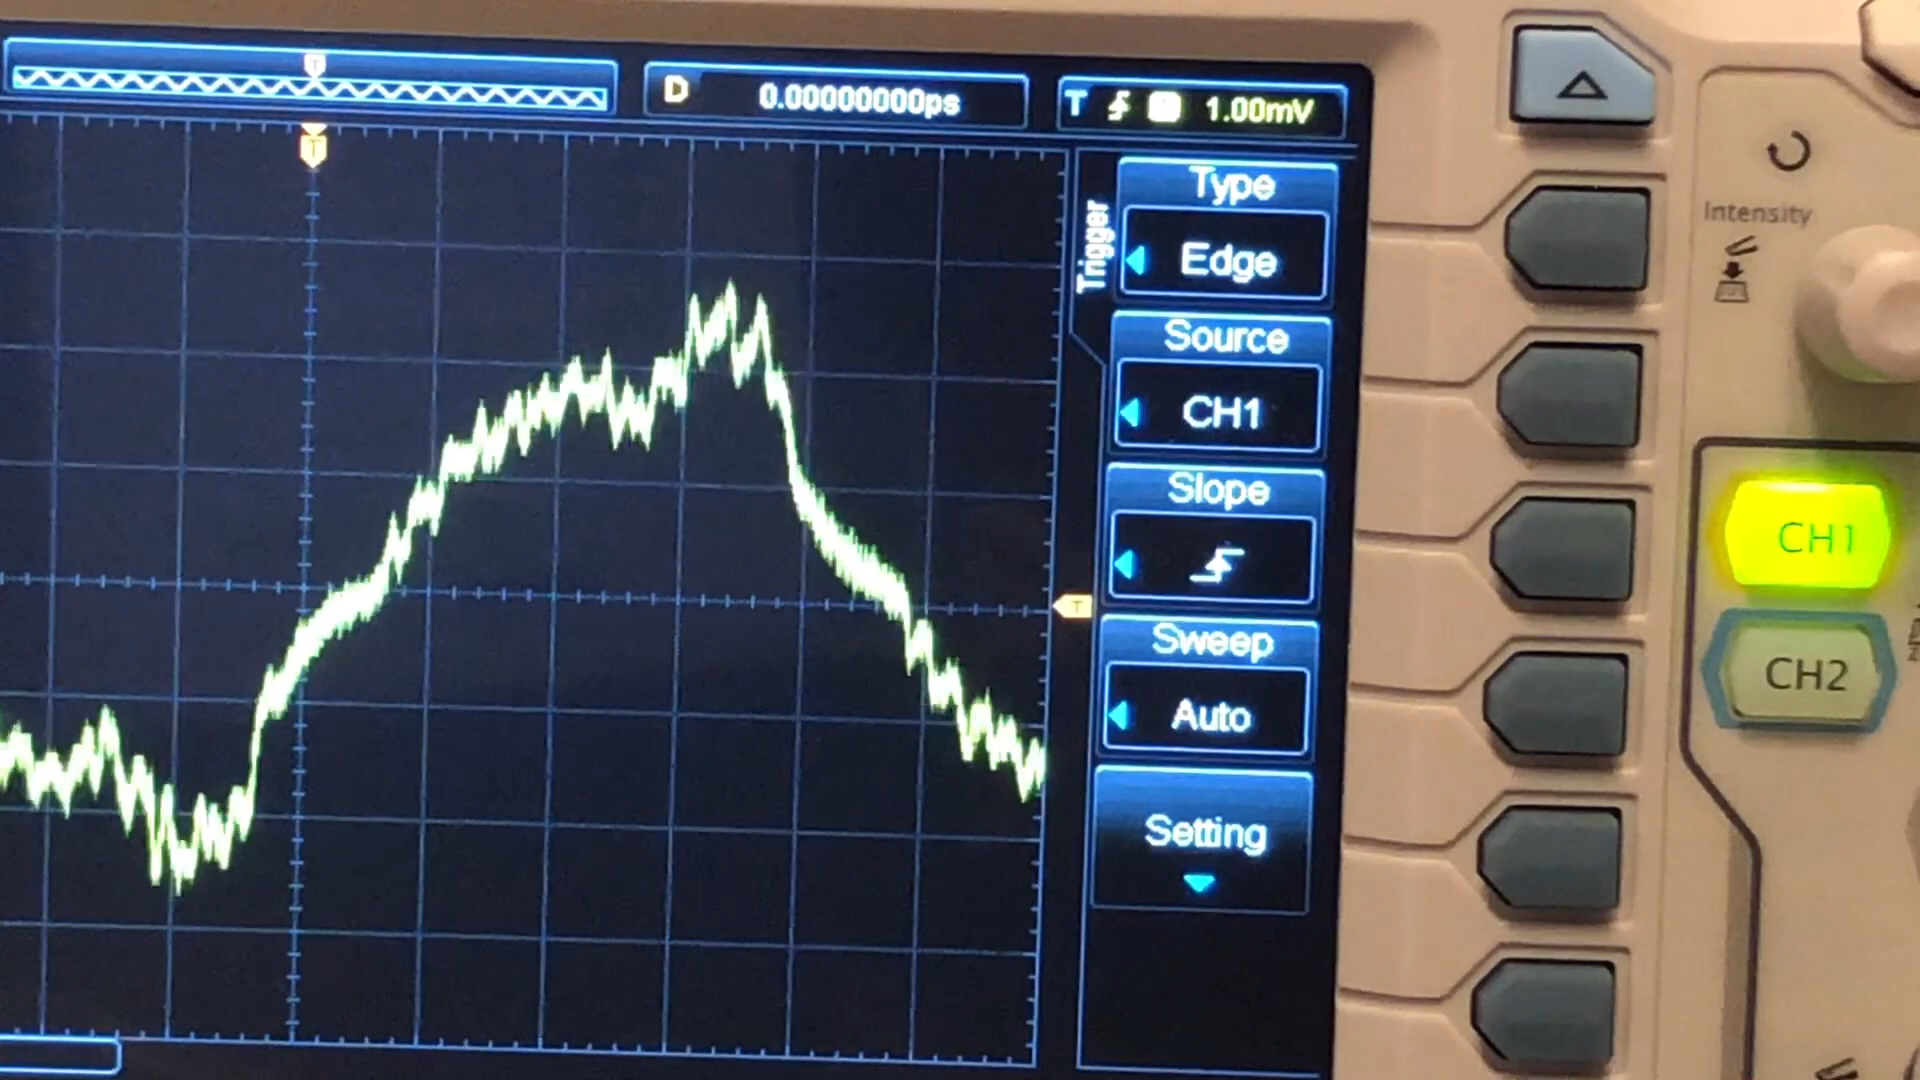 T
D 0.00000000ps
T 1.00mV
T
Trigger
Type
Edge
Source
CH1
Slope
Sweep
Auto
Setting
T
Intensity
CH1
CH2